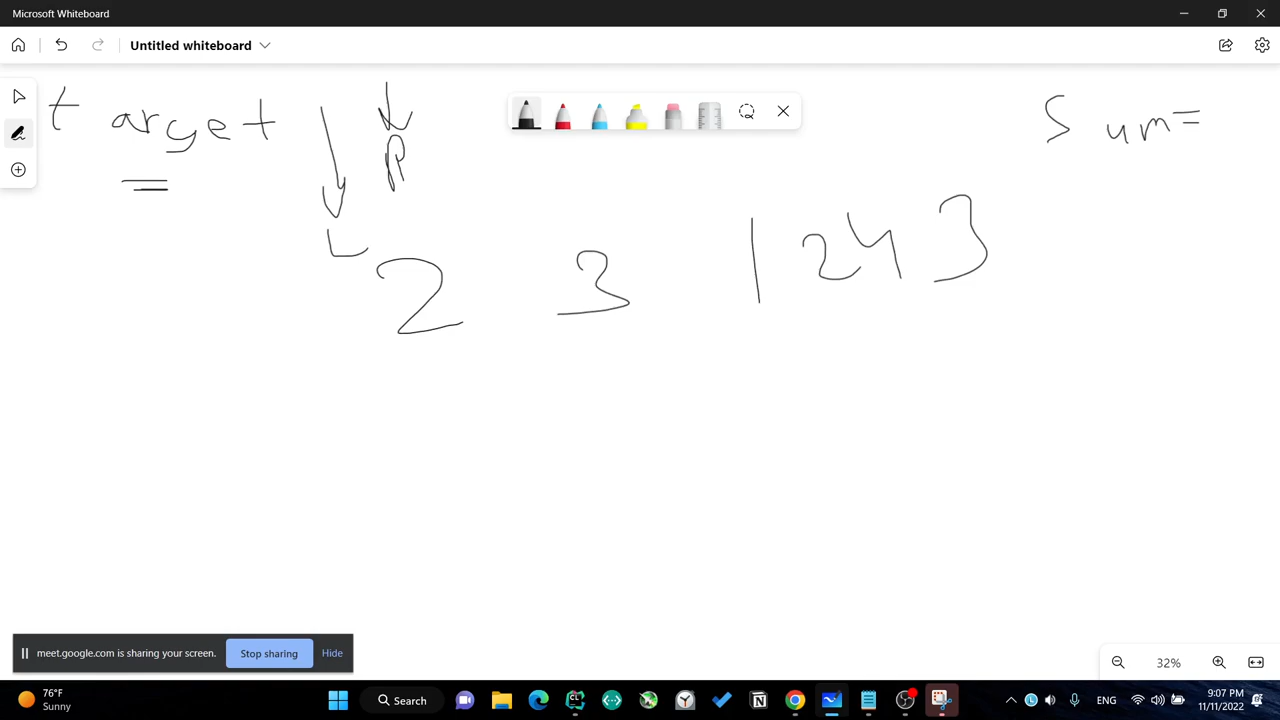 Microsoft Whiteboard
Untitled whiteboard
target
Sum=
R
L
2 3 1 2 4 3
meet.google.com is sharing your screen.
Stop sharing
Hide
32%
76°F
Sunny
Search
ENG
9:07 PM
11/11/2022